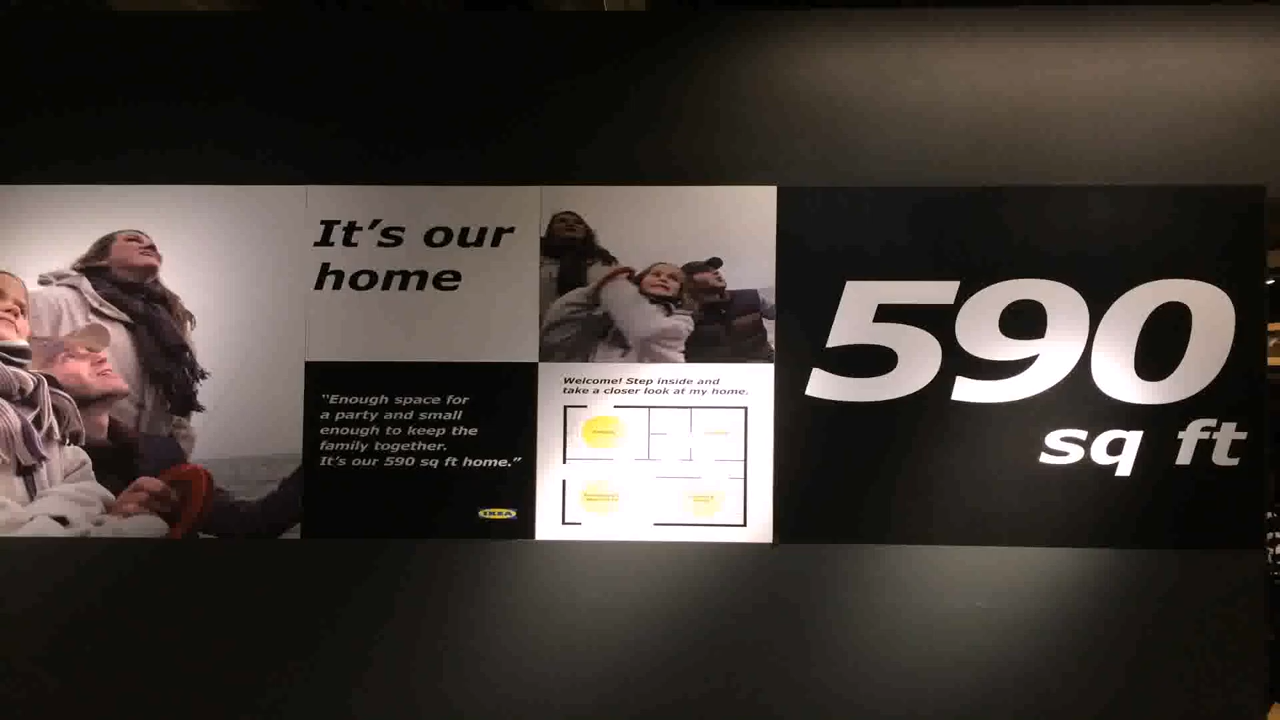 It's our
home
"Enough space for
a party and small
enough to keep the
family together.
It's our 590 sq ft home."
IKEA
Welcome! Step inside and
take a closer look at my home.
590
sq ft